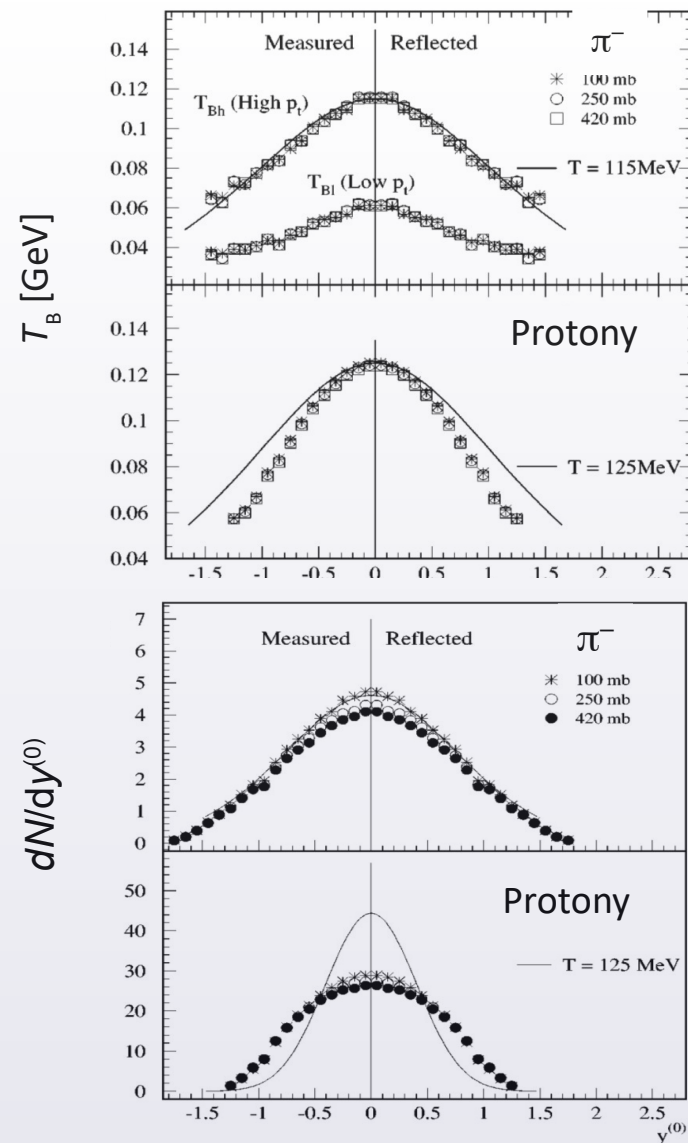 T_B [GeV]
Measured Reflected
π⁻
100 mb
250 mb
420 mb
T_Bh (High p_t)
T = 115MeV
T_Bl (Low p_t)
0.14
0.12
0.1
0.08
0.06
0.04
Protony
T = 125MeV
0.14
0.12
0.1
0.08
0.06
0.04
-1.5 -1 -0.5 0 0.5 1 1.5 2 2.5
dN/dy⁽⁰⁾
Measured Reflected
π⁻
100 mb
250 mb
420 mb
7
6
5
4
3
2
1
0
Protony
T = 125 MeV
50
40
30
20
10
0
-1.5 -1 -0.5 0 0.5 1 1.5 2 2.5
y⁽⁰⁾